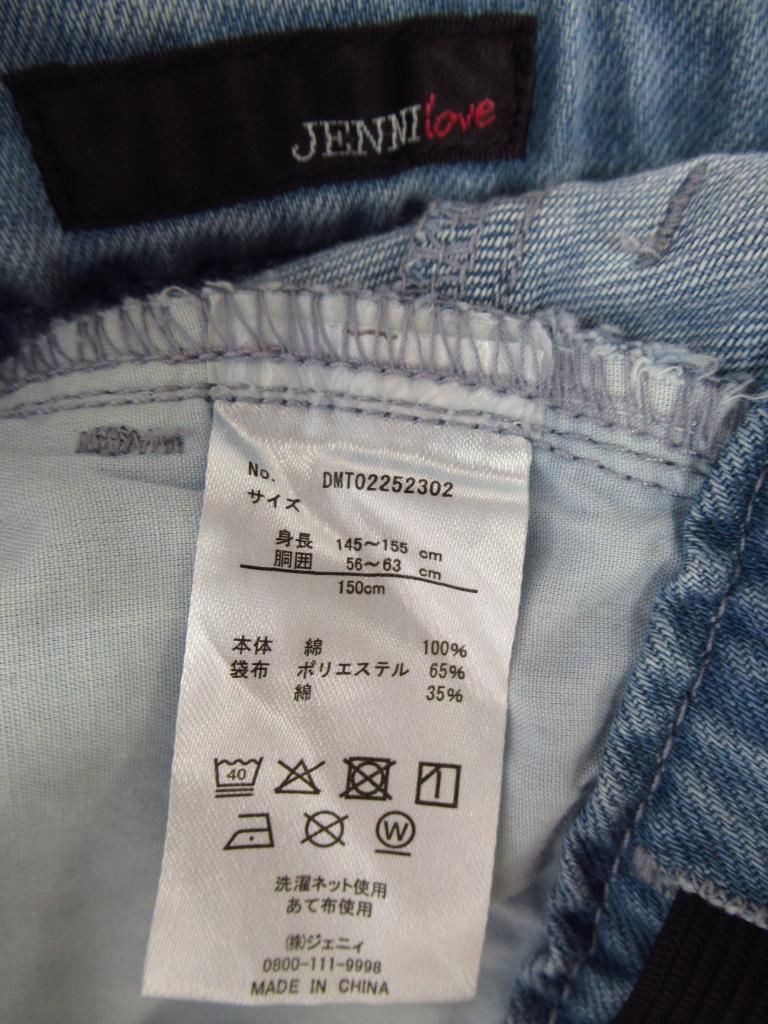 JENNI love
No. DMT02252302
サイズ
身長 145～155 cm
胴囲 56～63 cm
150cm
本体 綿 100%
袋布 ポリエステル 65%
綿 35%
40
W
洗濯ネット使用
あて布使用
㈱ジェニィ
0800-111-9998
MADE IN CHINA